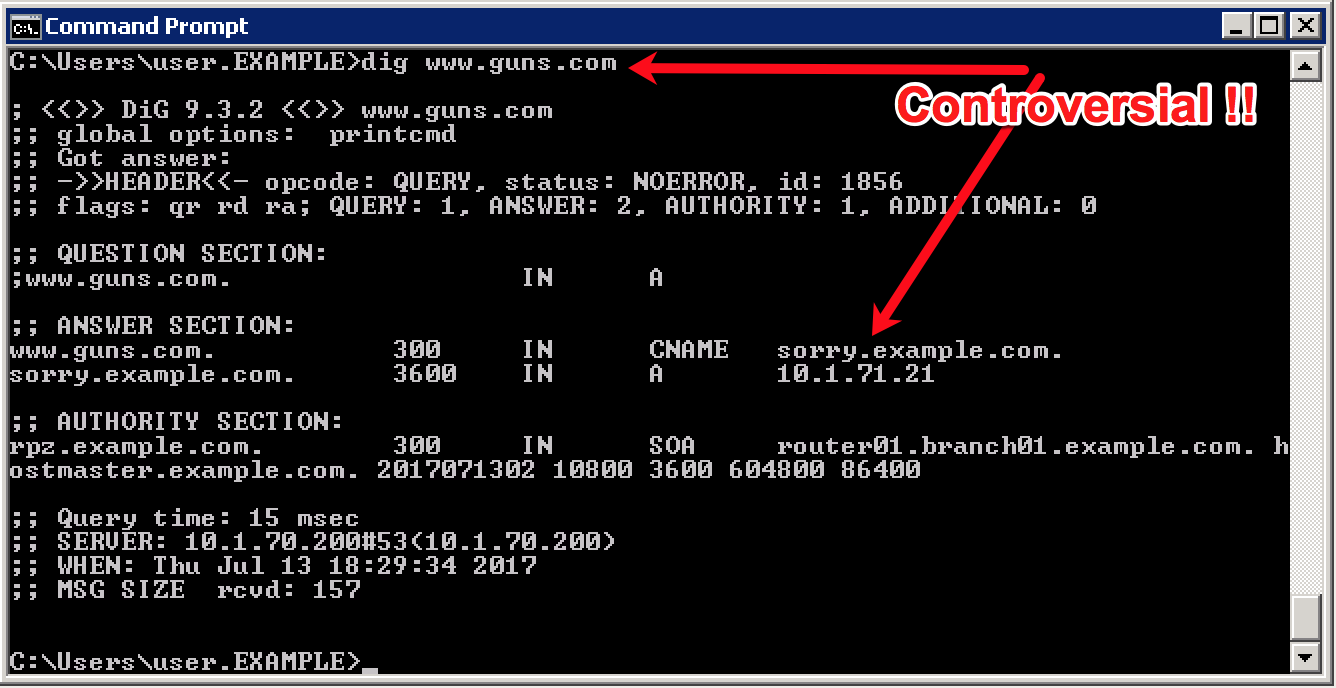 Command Prompt
C:\Users\user.EXAMPLE>dig www.guns.com
Controversial !!
; <<>> DiG 9.3.2 <<>> www.guns.com
;; global options:  printcmd
;; Got answer:
;; ->>HEADER<<- opcode: QUERY, status: NOERROR, id: 1856
;; flags: qr rd ra; QUERY: 1, ANSWER: 2, AUTHORITY: 1, ADDITIONAL: 0
;; QUESTION SECTION:
;www.guns.com.                  IN      A
;; ANSWER SECTION:
www.guns.com.           300     IN      CNAME   sorry.example.com.
sorry.example.com.      3600    IN      A       10.1.71.21
;; AUTHORITY SECTION:
rpz.example.com.        300     IN      SOA     router01.branch01.example.com. h
ostmaster.example.com. 2017071302 10800 3600 604800 86400
;; Query time: 15 msec
;; SERVER: 10.1.70.200#53(10.1.70.200)
;; WHEN: Thu Jul 13 18:29:34 2017
;; MSG SIZE  rcvd: 157
C:\Users\user.EXAMPLE>_